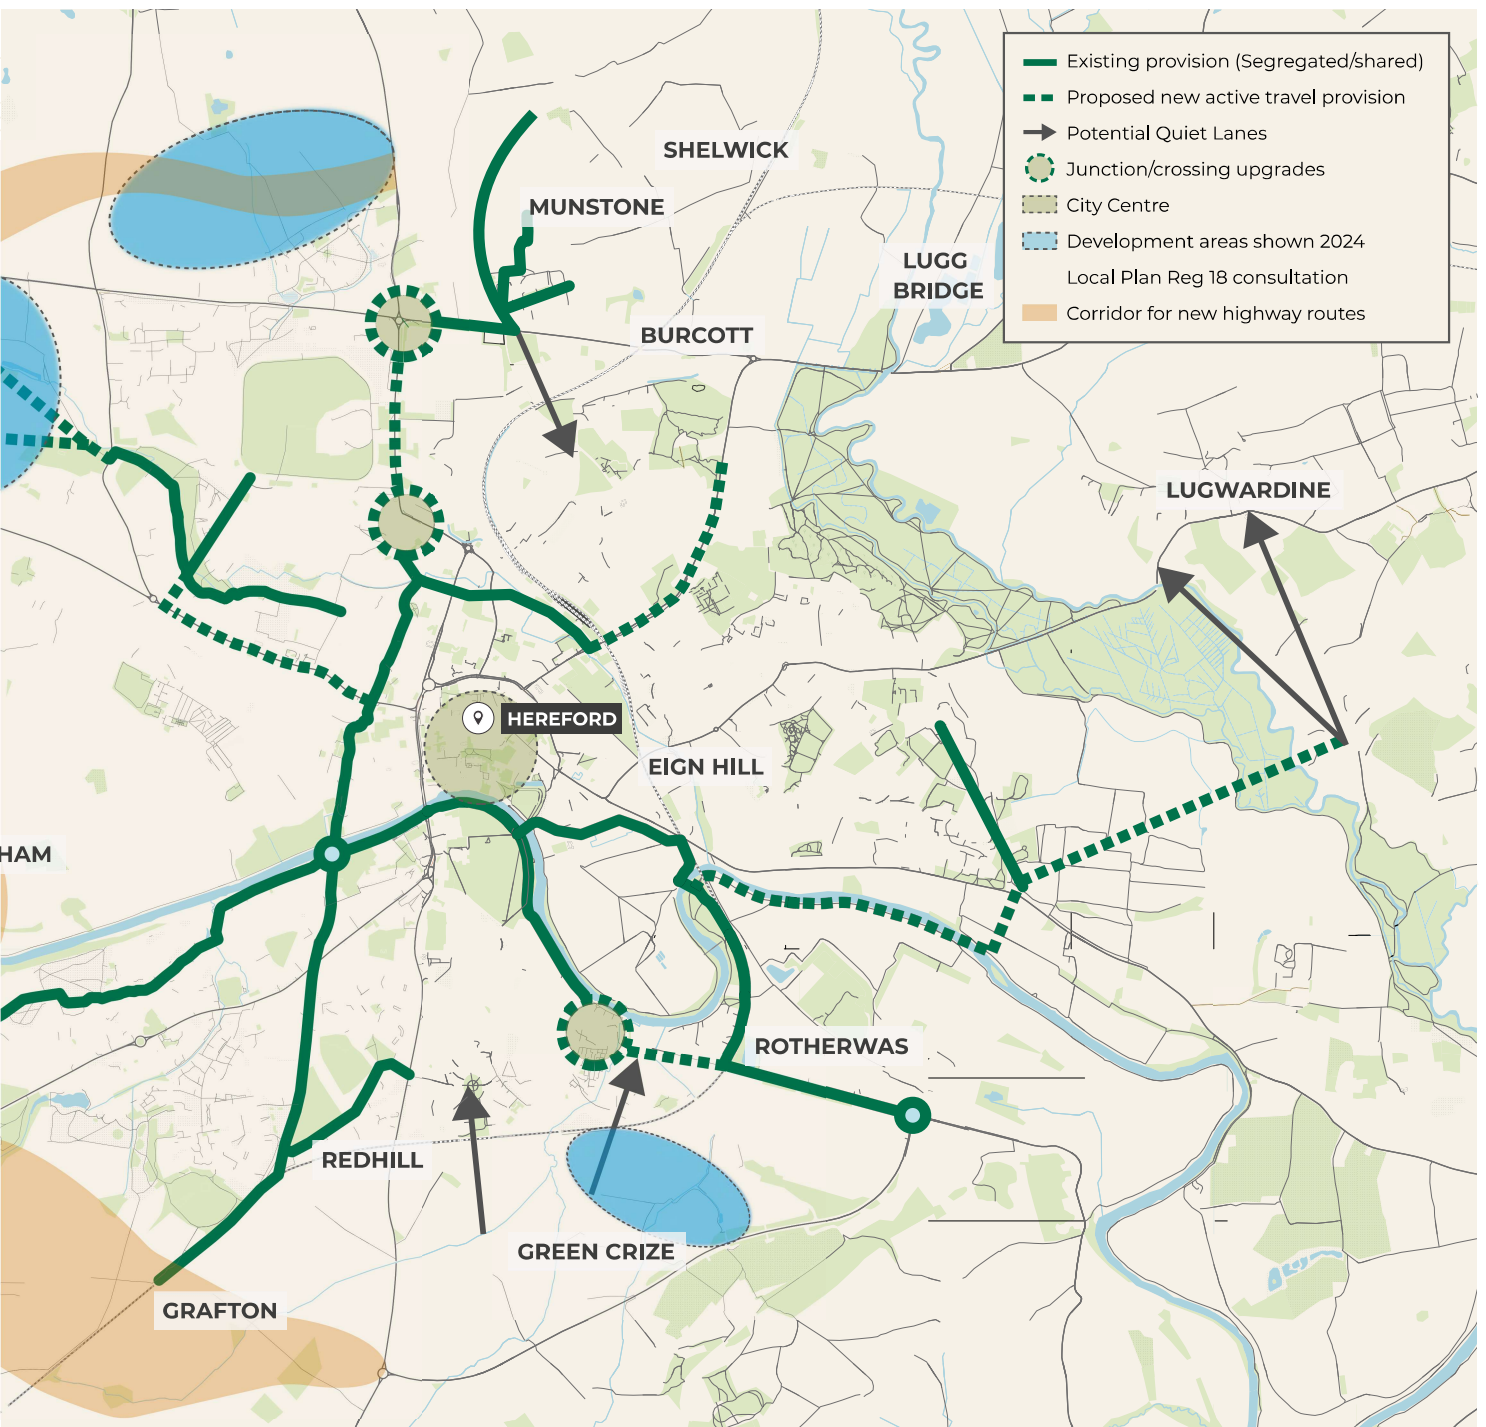 Existing provision (Segregated/shared)
Proposed new active travel provision
Potential Quiet Lanes
Junction/crossing upgrades
City Centre
Development areas shown 2024
Local Plan Reg 18 consultation
Corridor for new highway routes
SHELWICK
MUNSTONE
LUGG
BRIDGE
BURCOTT
LUGWARDINE
HEREFORD
EIGN HILL
HAM
ROTHERWAS
REDHILL
GREEN CRIZE
GRAFTON